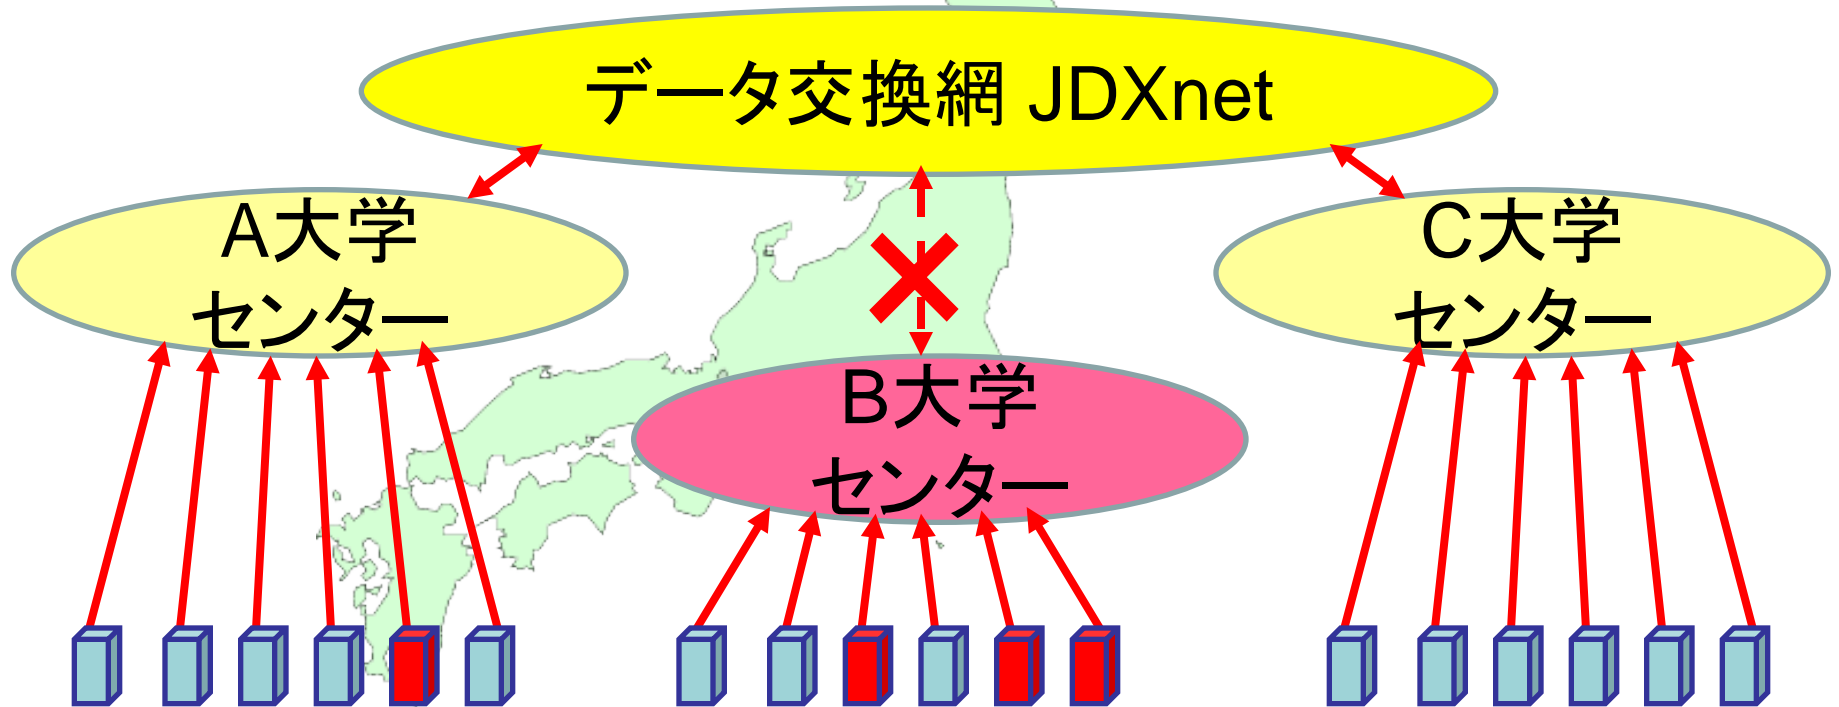 データ交換網 JDXnet
A大学
センター
C大学
センター
B大学
センター